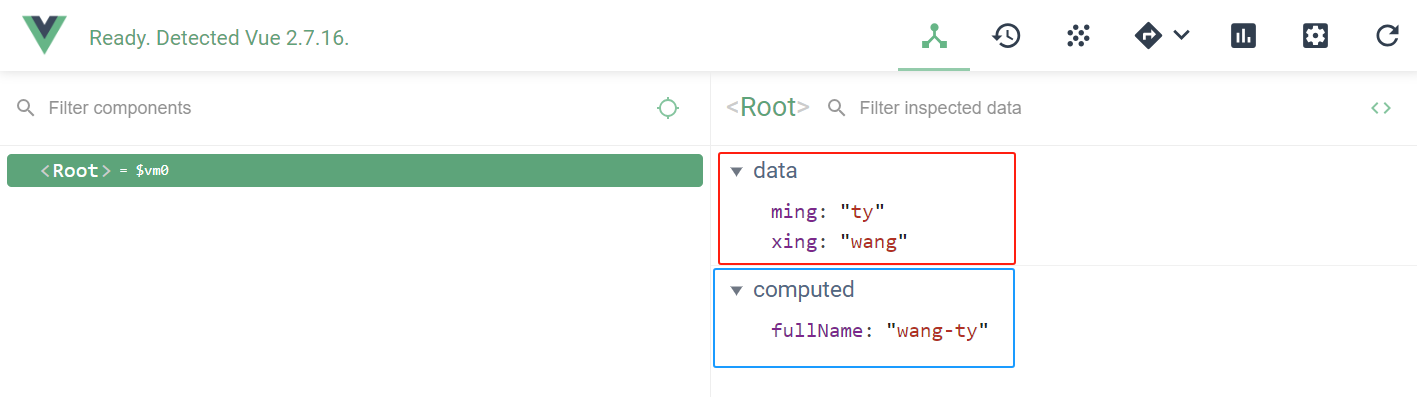 Ready. Detected Vue 2.7.16.
Filter components
<Root> = $vm0
<Root> Filter inspected data
data
ming: "ty"
xing: "wang"
computed
fullName: "wang-ty"